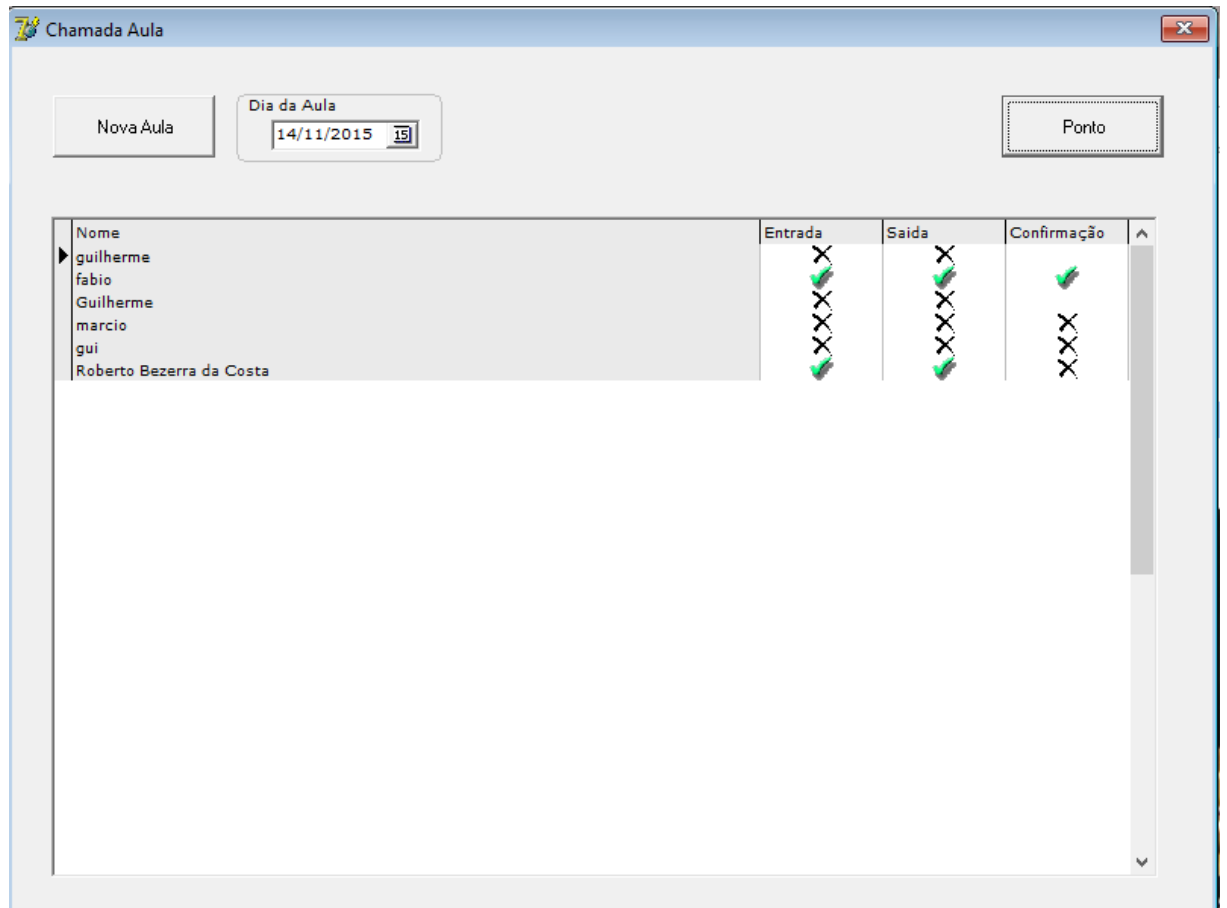 Chamada Aula
Nova Aula
Dia da Aula
14/11/2015 15
Ponto
Nome Entrada Saida Confirmação
guilherme
fabio
Guilherme
marcio
gui
Roberto Bezerra da Costa